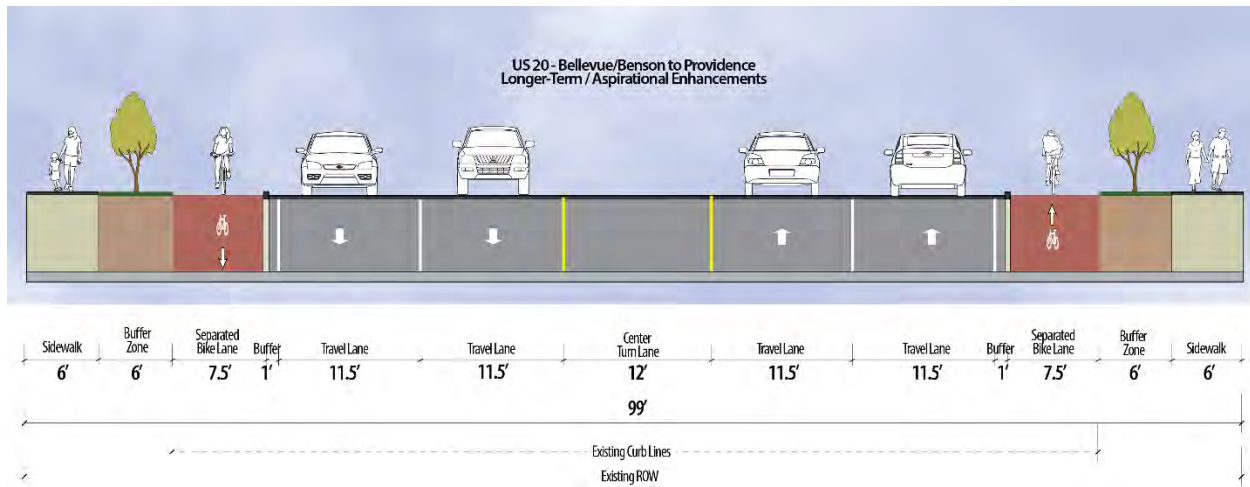 US 20 - Bellevue/Benson to Providence
Longer-Term / Aspirational Enhancements
Sidewalk
Buffer
Zone
Separated
Bike Lane
Buffer
Travel Lane
Travel Lane
Center
Turn Lane
Travel Lane
Travel Lane
Buffer
Separated
Bike Lane
Buffer
Zone
Sidewalk
6' 6' 7.5' 1' 11.5' 11.5' 12' 11.5' 11.5' 1' 7.5' 6' 6'
99'
Existing Curb Lines
Existing ROW